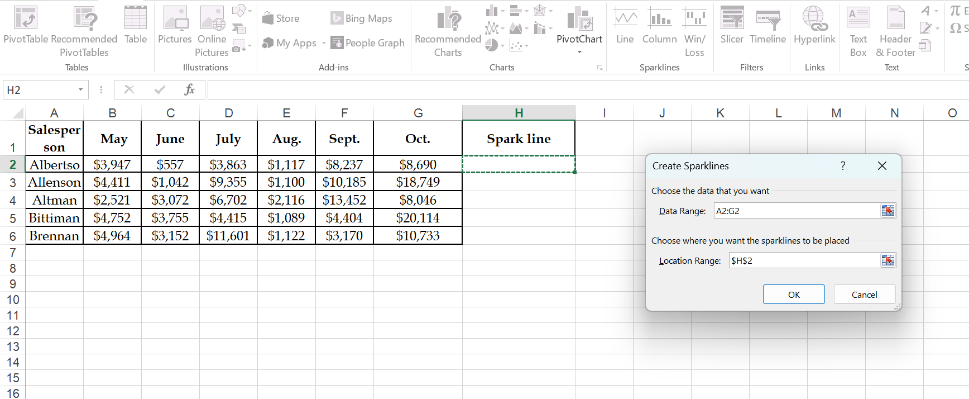 Store
Bing Maps
My Apps
People Graph
PivotTable Recommended Table
PivotTables
Pictures Online
Pictures
Recommended
Charts
PivotChart
Line Column Win/
Loss
Slicer Timeline Hyperlink
Text Header
Box & Footer
Tables Illustrations Add-ins Charts Sparklines Filters Links Text
H2 fx
A B C D E F G H I J K L M N O
1 Salesper
son May June July Aug. Sept. Oct. Spark line
2 Albertso $3,947 $557 $3,863 $1,117 $8,237 $8,690
3 Allenson $4,411 $1,042 $9,355 $1,100 $10,185 $18,749
4 Altman $2,521 $3,072 $6,702 $2,116 $13,452 $8,046
5 Bittiman $4,752 $3,755 $4,415 $1,089 $4,404 $20,114
6 Brennan $4,964 $3,152 $11,601 $1,122 $3,170 $10,733
7
8
9
10
11
12
13
14
15
16
Create Sparklines ? ×
Choose the data that you want
Data Range: A2:G2
Choose where you want the sparklines to be placed
Location Range: $H$2
OK Cancel